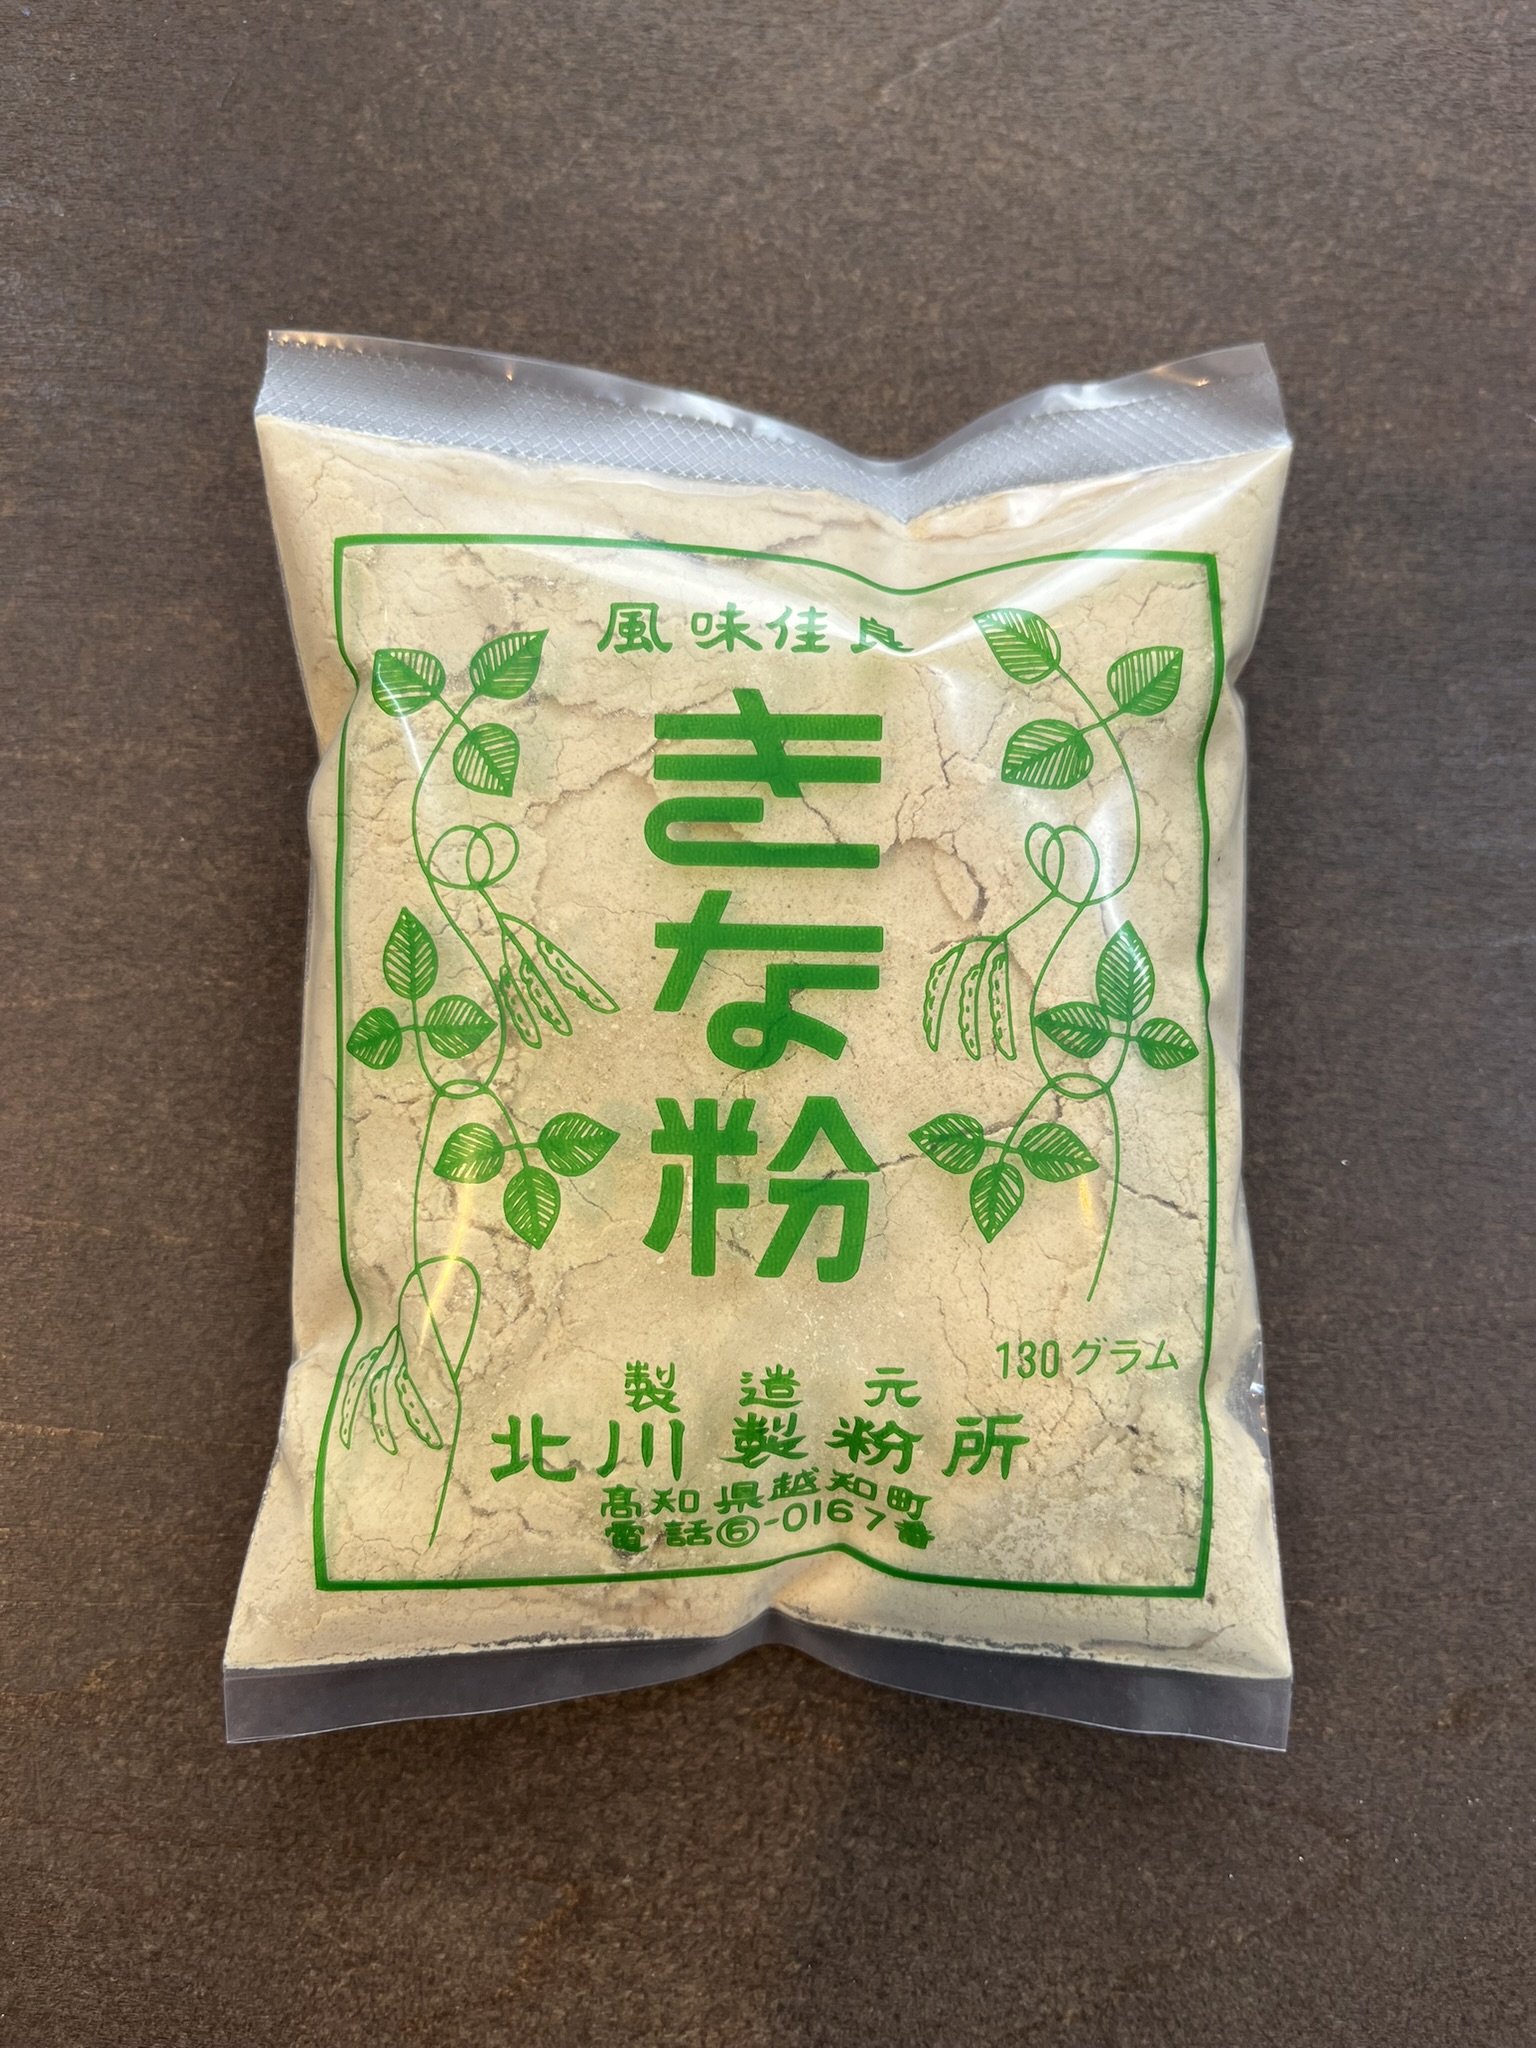 風味佳良
きな粉
130グラム
製造元
北川製粉所
高知県越知町
電話⑥-0167番